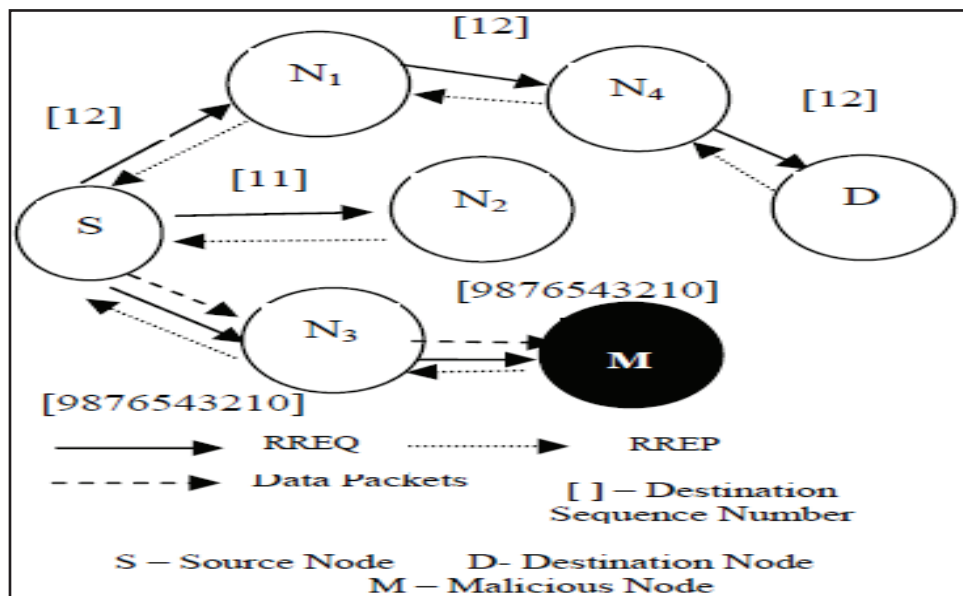 [12]
N1
N4
[12]
[12]
[11]
N2
D
S
[9876543210]
N3
M
[9876543210]
RREQ RREP
Data Packets
[ ] – Destination
Sequence Number
S – Source Node D- Destination Node
M – Malicious Node